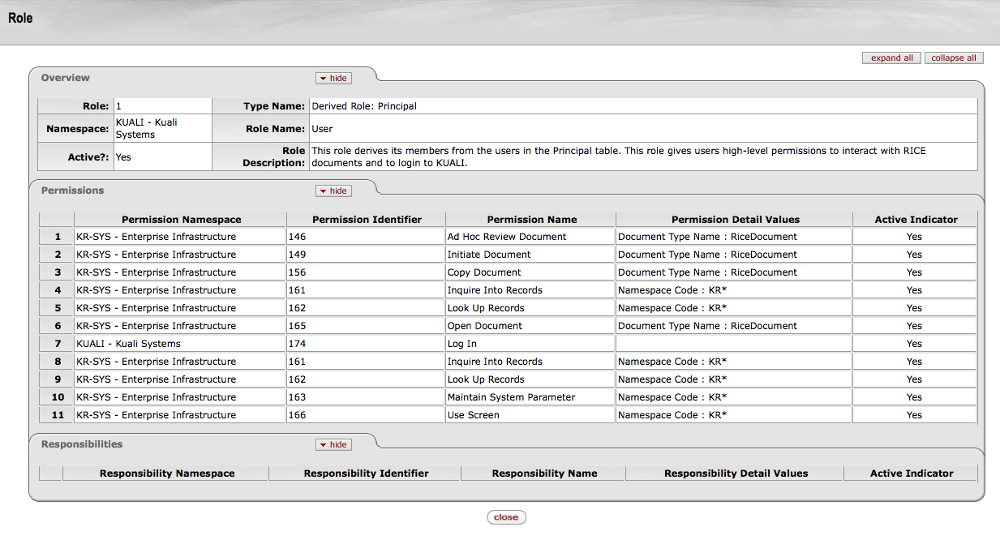 Role
expand all collapse all
Overview hide
Role: 1 Type Name: Derived Role: Principal
Namespace: KUALI - Kuali Systems Role Name: User
Active?: Yes Role Description: This role derives its members from the users in the Principal table. This role gives users high-level permissions to interact with RICE
documents and to login to KUALI.
Permissions hide
Permission Namespace Permission Identifier Permission Name Permission Detail Values Active Indicator
1 KR-SYS - Enterprise Infrastructure 146 Ad Hoc Review Document Document Type Name : RiceDocument Yes
2 KR-SYS - Enterprise Infrastructure 149 Initiate Document Document Type Name : RiceDocument Yes
3 KR-SYS - Enterprise Infrastructure 156 Copy Document Document Type Name : RiceDocument Yes
4 KR-SYS - Enterprise Infrastructure 161 Inquire Into Records Namespace Code : KR* Yes
5 KR-SYS - Enterprise Infrastructure 162 Look Up Records Namespace Code : KR* Yes
6 KR-SYS - Enterprise Infrastructure 165 Open Document Document Type Name : RiceDocument Yes
7 KUALI - Kuali Systems 174 Log In Yes
8 KR-SYS - Enterprise Infrastructure 161 Inquire Into Records Namespace Code : KR* Yes
9 KR-SYS - Enterprise Infrastructure 162 Look Up Records Namespace Code : KR* Yes
10 KR-SYS - Enterprise Infrastructure 163 Maintain System Parameter Namespace Code : KR* Yes
11 KR-SYS - Enterprise Infrastructure 166 Use Screen Namespace Code : KR* Yes
Responsibilities hide
Responsibility Namespace Responsibility Identifier Responsibility Name Responsibility Detail Values Active Indicator
close